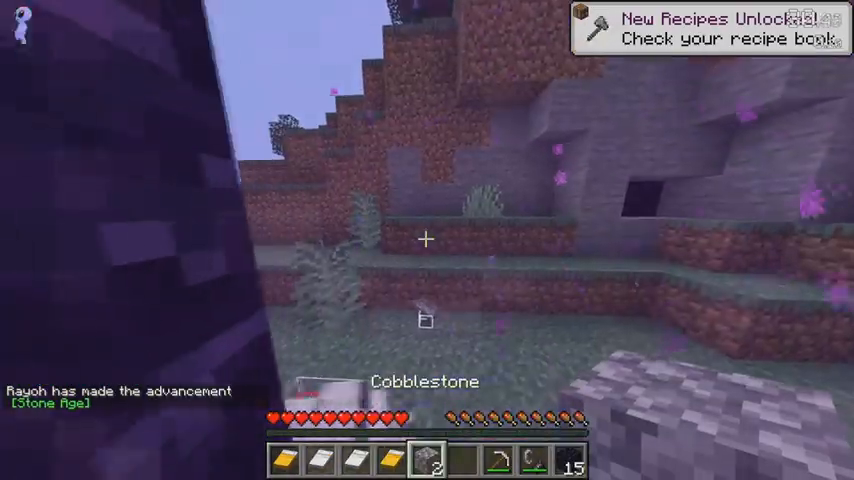 New Recipes Unlocked!
Check your recipe book
Rayoh has made the advancement
[Stone Age]
Cobblestone
2
15